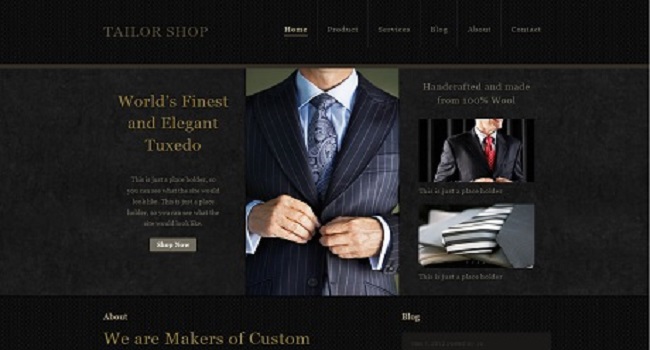 TAILOR SHOP
Home Product Services Blog About Contact
World's Finest
and Elegant
Tuxedo
This is just a place holder, so
you can see what the site would
look like. This is just a place
holder, so you can see what the
site would look like.
Shop Now
Handcrafted and made
from 100% Wool
This is just a place holder
This is just a place holder
About
We are Makers of Custom
Blog